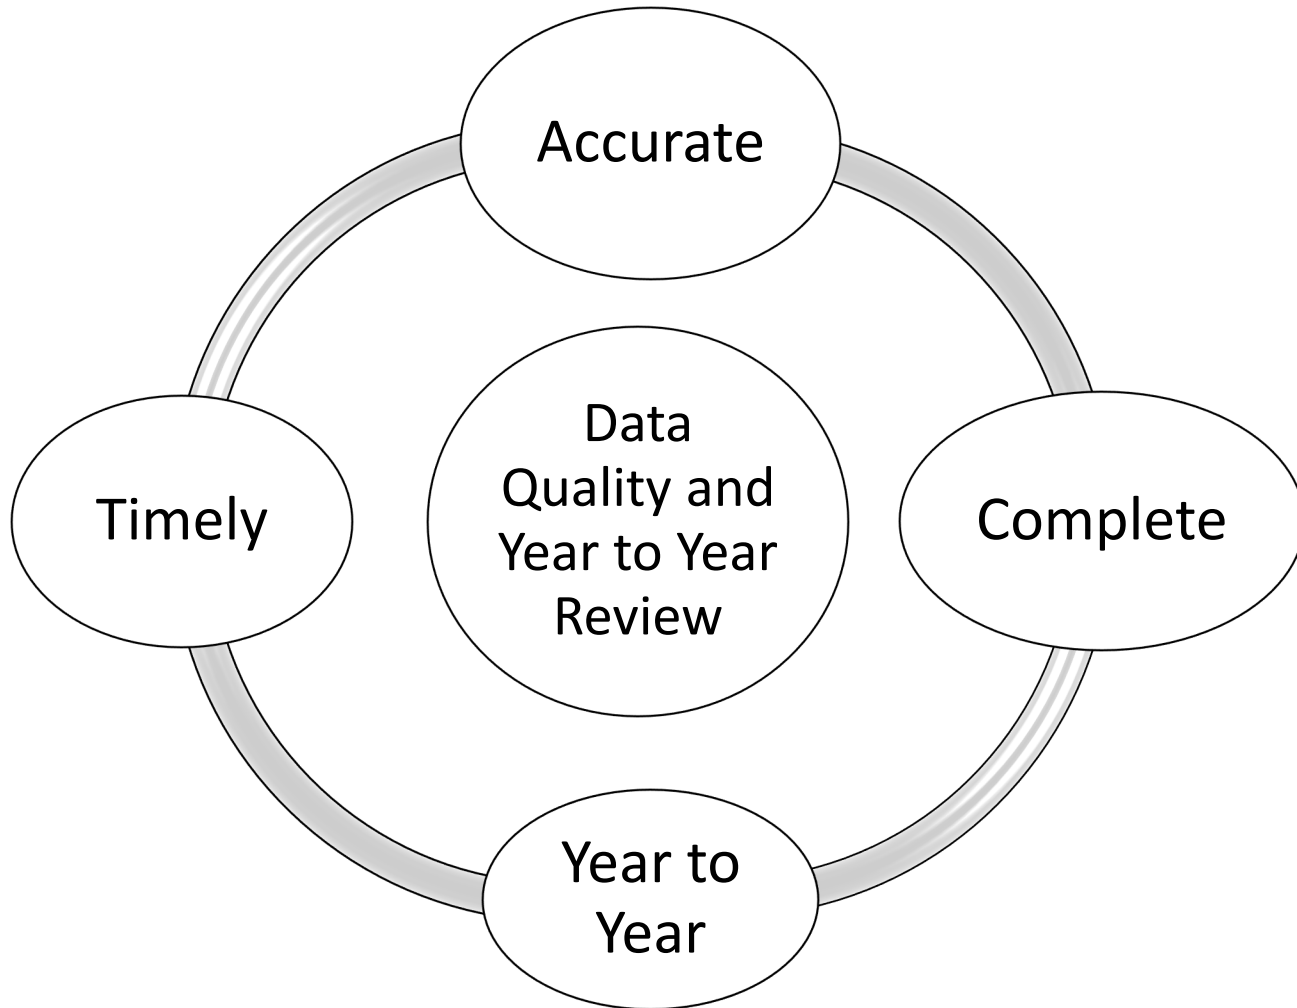 Accurate
Timely
Data
Quality and
Year to Year
Review
Complete
Year to
Year